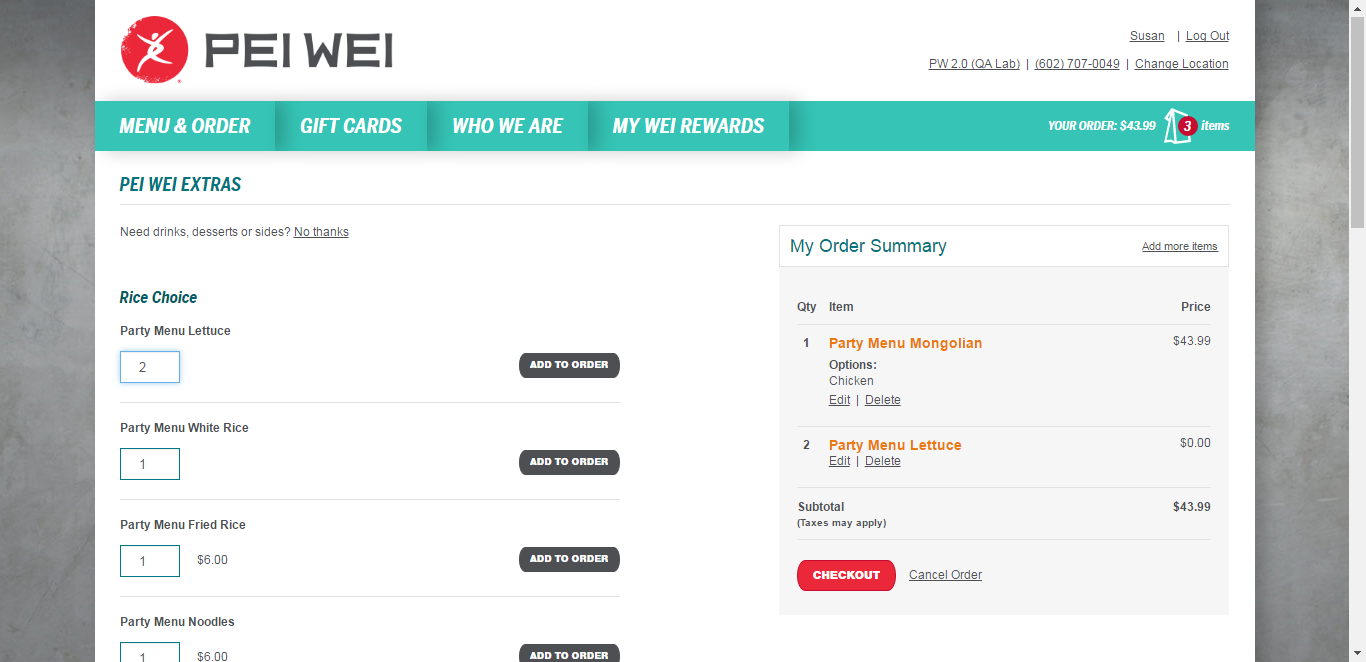 PEI WEI
Susan | Log Out
PW 2.0 (QA Lab) | (602) 707-0049 | Change Location
MENU & ORDER GIFT CARDS WHO WE ARE MY WEI REWARDS YOUR ORDER: $43.99 3 items
PEI WEI EXTRAS
Need drinks, desserts or sides? No thanks
Rice Choice
Party Menu Lettuce
2 ADD TO ORDER
Party Menu White Rice
1 ADD TO ORDER
Party Menu Fried Rice
1 $6.00 ADD TO ORDER
Party Menu Noodles
1 $6.00 ADD TO ORDER
My Order Summary Add more items
Qty Item Price
1 Party Menu Mongolian $43.99
Options:
Chicken
Edit | Delete
2 Party Menu Lettuce $0.00
Edit | Delete
Subtotal $43.99
(Taxes may apply)
CHECKOUT Cancel Order